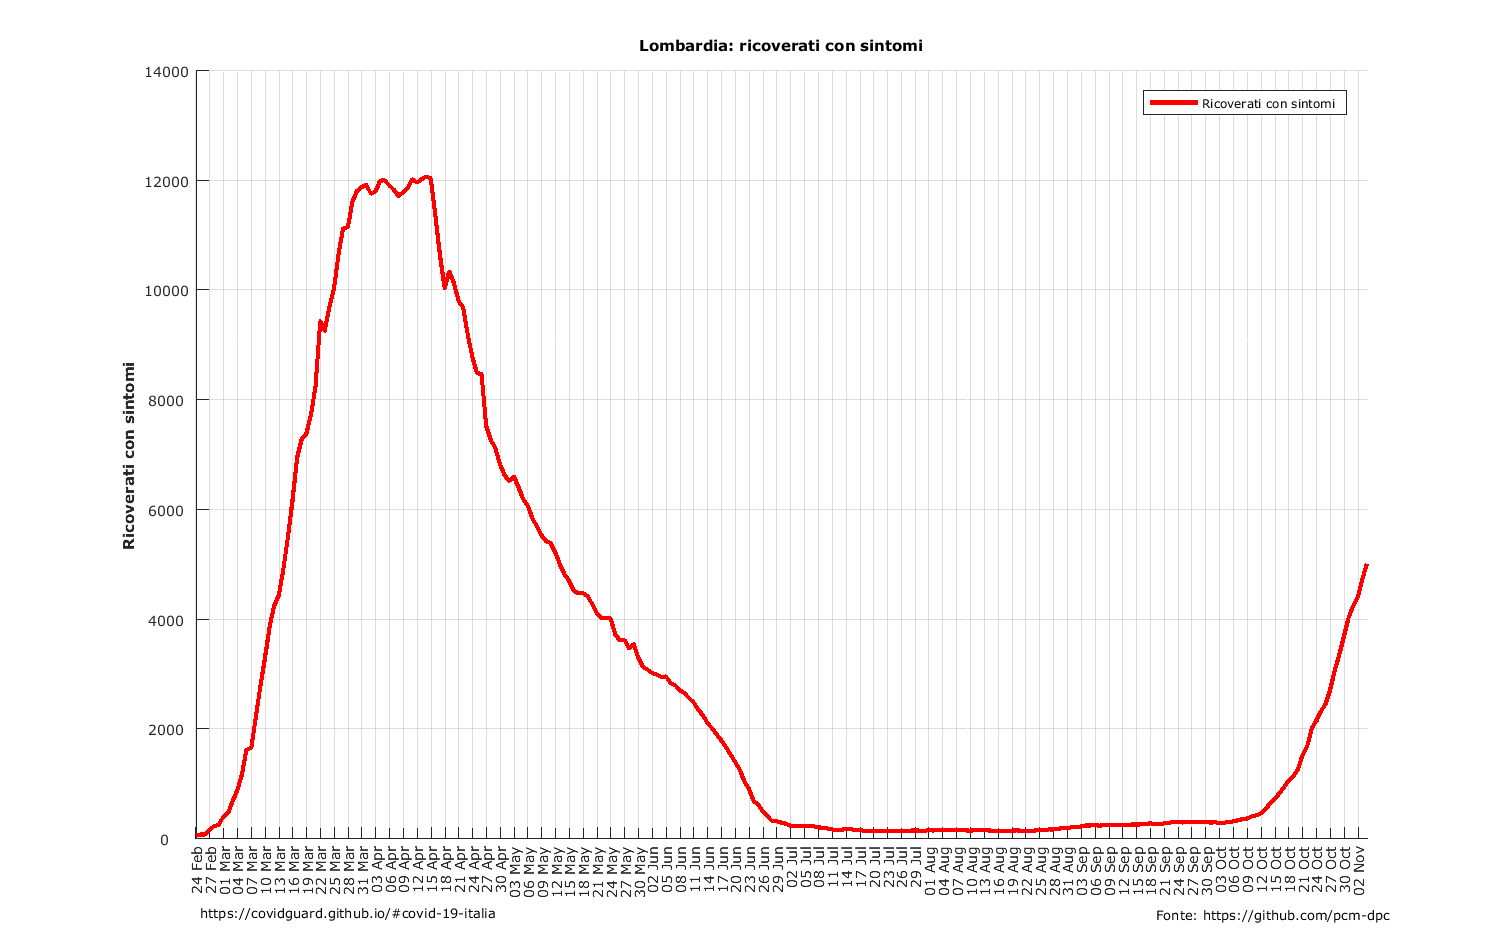 Lombardia: ricoverati con sintomi
Ricoverati con sintomi
14000
12000
10000
8000
6000
4000
2000
0
Ricoverati con sintomi
24 Feb
27 Feb
01 Mar
04 Mar
07 Mar
10 Mar
13 Mar
16 Mar
19 Mar
22 Mar
25 Mar
28 Mar
31 Mar
03 Apr
06 Apr
09 Apr
12 Apr
15 Apr
18 Apr
21 Apr
24 Apr
27 Apr
30 Apr
03 May
06 May
09 May
12 May
15 May
18 May
21 May
24 May
27 May
30 May
02 Jun
05 Jun
08 Jun
11 Jun
14 Jun
17 Jun
20 Jun
23 Jun
26 Jun
29 Jun
02 Jul
05 Jul
08 Jul
11 Jul
14 Jul
17 Jul
20 Jul
23 Jul
26 Jul
29 Jul
01 Aug
04 Aug
07 Aug
10 Aug
13 Aug
16 Aug
19 Aug
22 Aug
25 Aug
28 Aug
31 Aug
03 Sep
06 Sep
09 Sep
12 Sep
15 Sep
18 Sep
21 Sep
24 Sep
27 Sep
30 Sep
03 Oct
06 Oct
09 Oct
12 Oct
15 Oct
18 Oct
21 Oct
24 Oct
27 Oct
30 Oct
02 Nov
https://covidguard.github.io/#covid-19-italia
Fonte: https://github.com/pcm-dpc